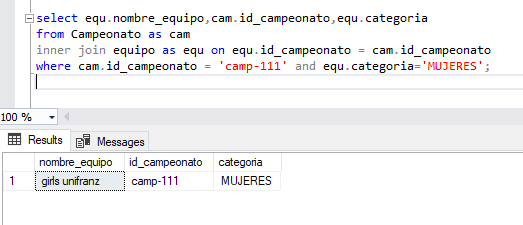 select equ.nombre_equipo,cam.id_campeonato,equ.categoria
from Campeonato as cam
inner join equipo as equ on equ.id_campeonato = cam.id_campeonato
where cam.id_campeonato = 'camp-111' and equ.categoria='MUJERES';
100 %
Results Messages
nombre_equipo id_campeonato categoria
1 girls unifranz camp-111 MUJERES